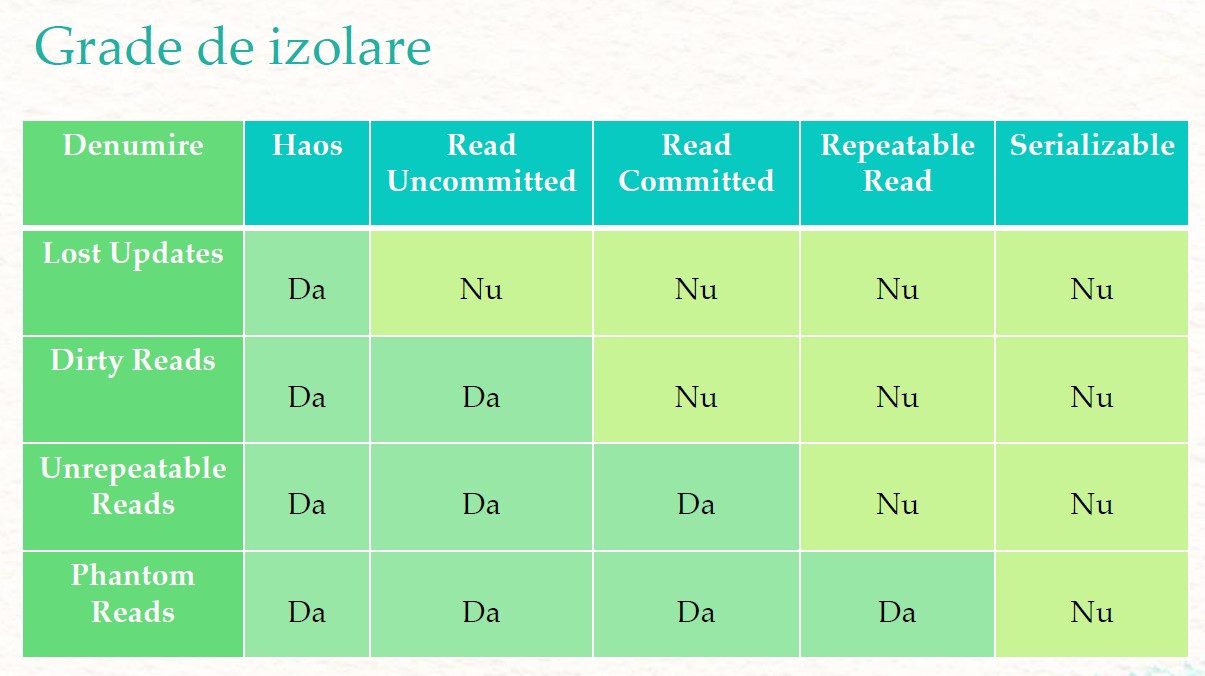 Grade de izolare
Denumire Haos Read Uncommitted Read Committed Repeatable Read Serializable
Lost Updates Da Nu Nu Nu Nu
Dirty Reads Da Da Nu Nu Nu
Unrepeatable Reads Da Da Da Nu Nu
Phantom Reads Da Da Da Da Nu